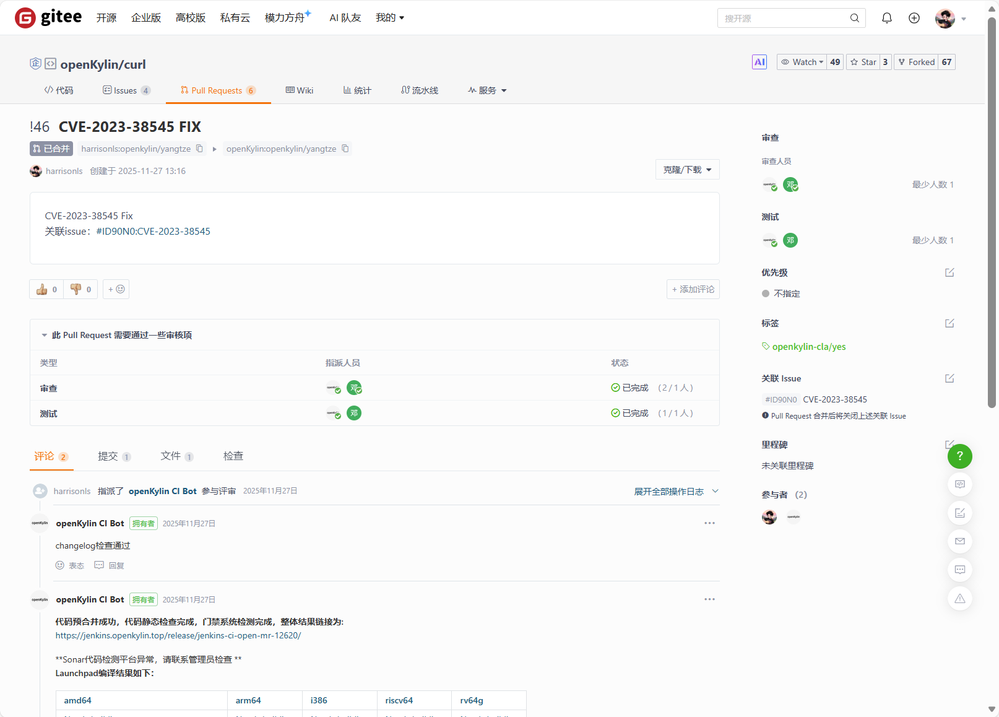 gitee 开源 企业版 高校版 私有云 模力方舟 AI 队友 我的 搜开源
openKylin/curl AI Watch 49 Star 3 Forked 67
代码 Issues 4 Pull Requests 6 Wiki 统计 流水线 服务
!46 CVE-2023-38545 FIX
已合并 harrisonls:openkylin/yangtze openKylin:openkylin/yangtze
harrisonls 创建于 2025-11-27 13:16 克隆/下载
CVE-2023-38545 Fix
关联issue：#ID90N0:CVE-2023-38545
0 0 + + 添加评论
此 Pull Request 需要通过一些审核项
类型 指派人员 状态
审查 openKylin 邓 已完成 （2 / 1 人）
测试 openKylin 邓 已完成 （1 / 1 人）
评论 2 提交 1 文件 1 检查
harrisonls 指派了 openKylin CI Bot 参与评审 2025年11月27日 展开全部操作日志
openKylin openKylin CI Bot 拥有者 2025年11月27日
changelog检查通过
表态 回复
openKylin openKylin CI Bot 拥有者 2025年11月27日
代码预合并成功，代码静态检查完成，门禁系统检测完成，整体结果链接为:
https://jenkins.openkylin.top/release/jenkins-ci-open-mr-12620/
**Sonar代码检测平台异常，请联系管理员检查 **
Launchpad编译结果如下：
amd64 arm64 i386 riscv64 rv64g
审查
审查人员
openKylin 邓 最少人数 1
测试
openKylin 邓 最少人数 1
优先级
不指定
标签
openkylin-cla/yes
关联 Issue
#ID90N0 CVE-2023-38545
Pull Request 合并后将关闭上述关联 Issue
里程碑
未关联里程碑
参与者 （2）
openKylin
?